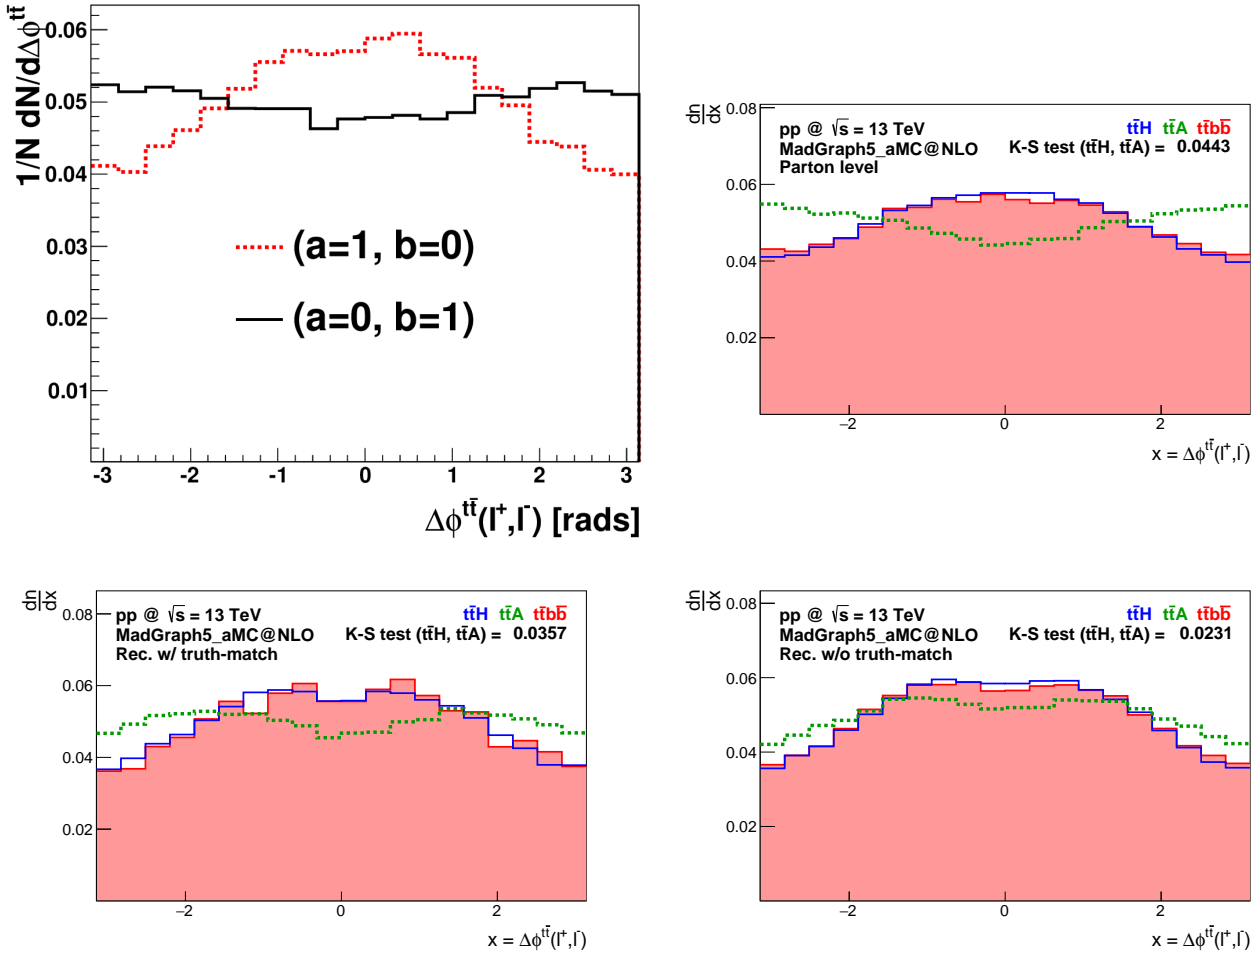 1/N dN/dΔϕ^tt̄
0.06
0.05
0.04
0.03
0.02
0.01
(a=1, b=0)
(a=0, b=1)
-3 -2 -1 0 1 2 3
Δϕ^tt̄(l⁺,l⁻) [rads]
dn/dx
0.08
0.06
0.04
0.02
pp @ √s = 13 TeV
tt̄H tt̄A tt̄bb̄
MadGraph5_aMC@NLO
K-S test (tt̄H, tt̄A) = 0.0443
Parton level
−2 0 2
x = Δϕ^tt̄(l⁺,l⁻)
dn/dx
0.08
0.06
0.04
0.02
pp @ √s = 13 TeV
tt̄H tt̄A tt̄bb̄
MadGraph5_aMC@NLO
K-S test (tt̄H, tt̄A) = 0.0357
Rec. w/ truth-match
−2 0 2
x = Δϕ^tt̄(l⁺,l⁻)
dn/dx
0.08
0.06
0.04
0.02
pp @ √s = 13 TeV
tt̄H tt̄A tt̄bb̄
MadGraph5_aMC@NLO
K-S test (tt̄H, tt̄A) = 0.0231
Rec. w/o truth-match
−2 0 2
x = Δϕ^tt̄(l⁺,l⁻)